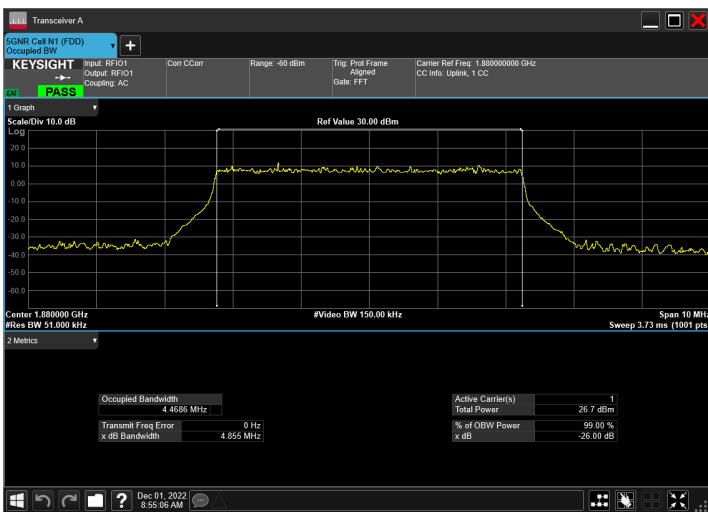 Transceiver A
5GNR Cell N1 (FDD)
Occupied BW
KEYSIGHT
LXI
PASS
Input: RFIO1
Output: RFIO1
Coupling: AC
Corr CCorr
Range: -60 dBm
Trig: Prot Frame
Aligned
Gate: FFT
Carrier Ref Freq: 1.880000000 GHz
CC Info: Uplink, 1 CC
1 Graph
Scale/Div 10.0 dB
Ref Value 30.00 dBm
Log
20.0
10.0
0.00
-10.0
-20.0
-30.0
-40.0
-50.0
-60.0
Center 1.880000 GHz
#Video BW 150.00 kHz
Span 10 MHz
#Res BW 51.000 kHz
Sweep 3.73 ms (1001 pts
2 Metrics
Occupied Bandwidth
4.4686 MHz
Transmit Freq Error 0 Hz
x dB Bandwidth 4.855 MHz
Active Carrier(s) 1
Total Power 26.7 dBm
% of OBW Power 99.00 %
x dB -26.00 dB
?
Dec 01, 2022
8:55:06 AM